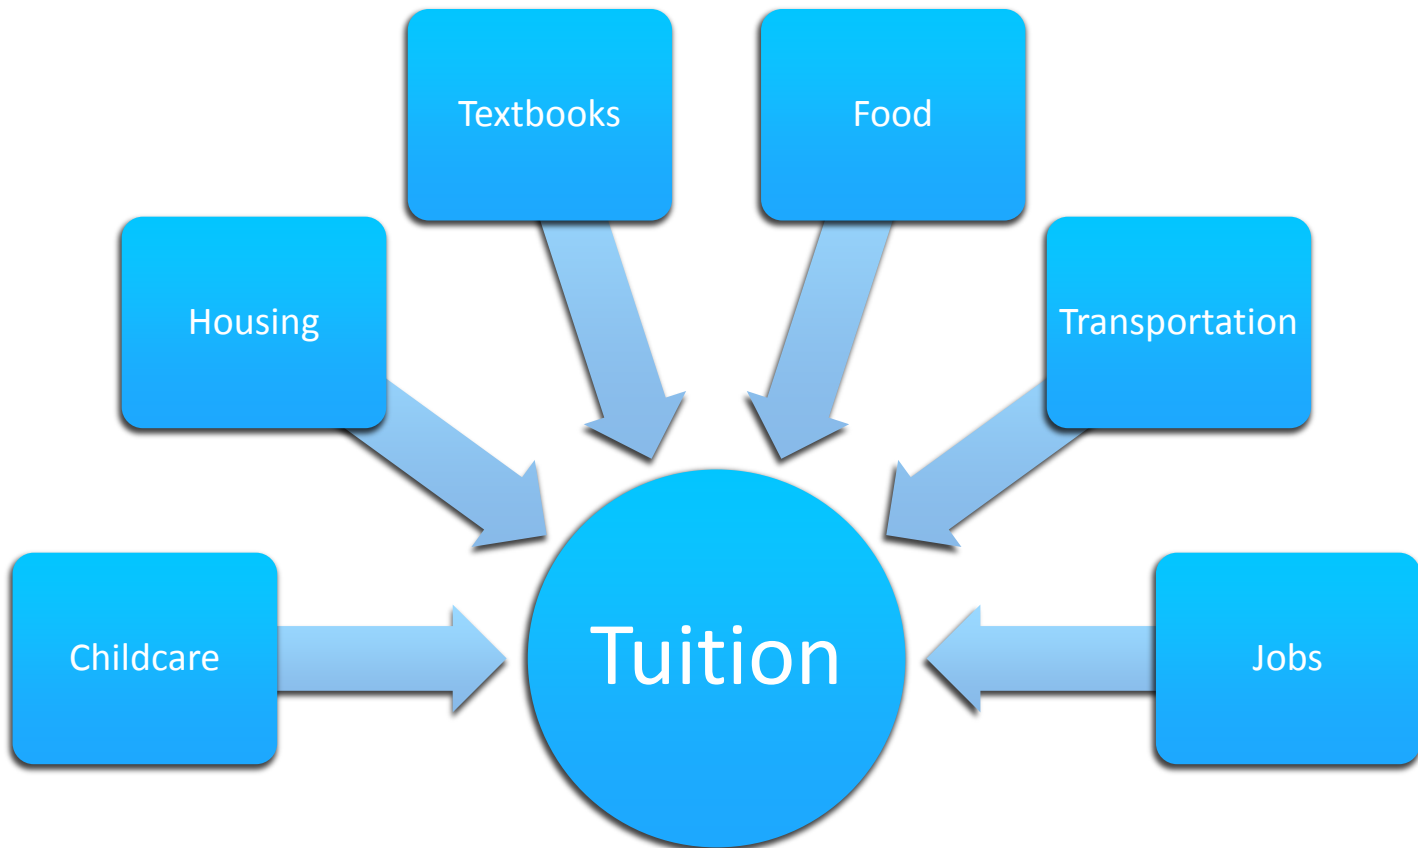 Textbooks
Food
Housing
Transportation
Childcare
Tuition
Jobs